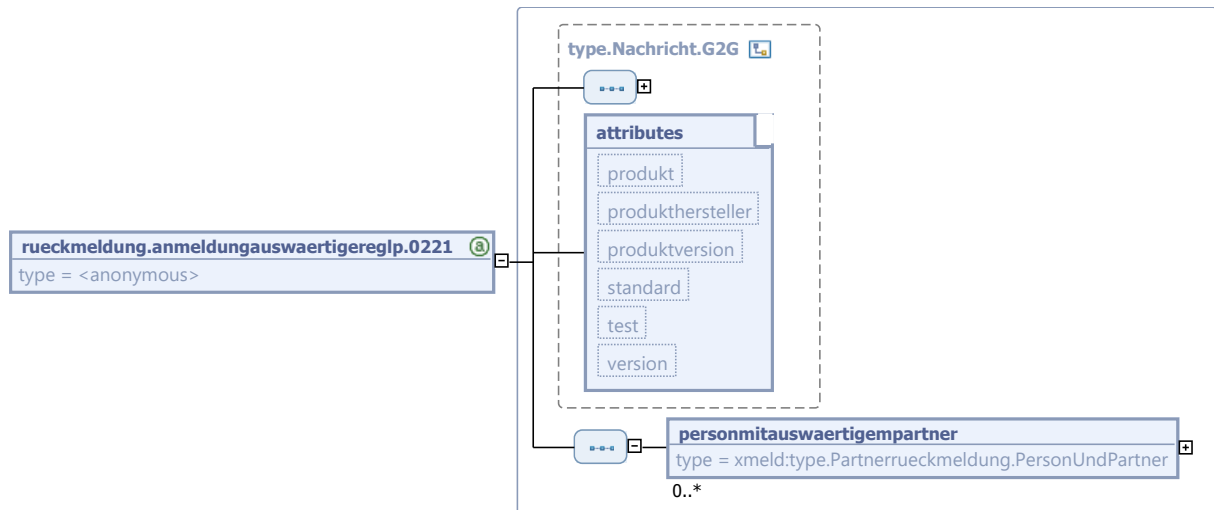 type.Nachricht.G2G
attributes
produkt
produkthersteller
produktversion
standard
test
version
rueckmeldung.anmeldungauswaertigereglp.0221
type = <anonymous>
personmitauswaertigempartner
type = xmeld:type.Partnerrueckmeldung.PersonUndPartner
0..*